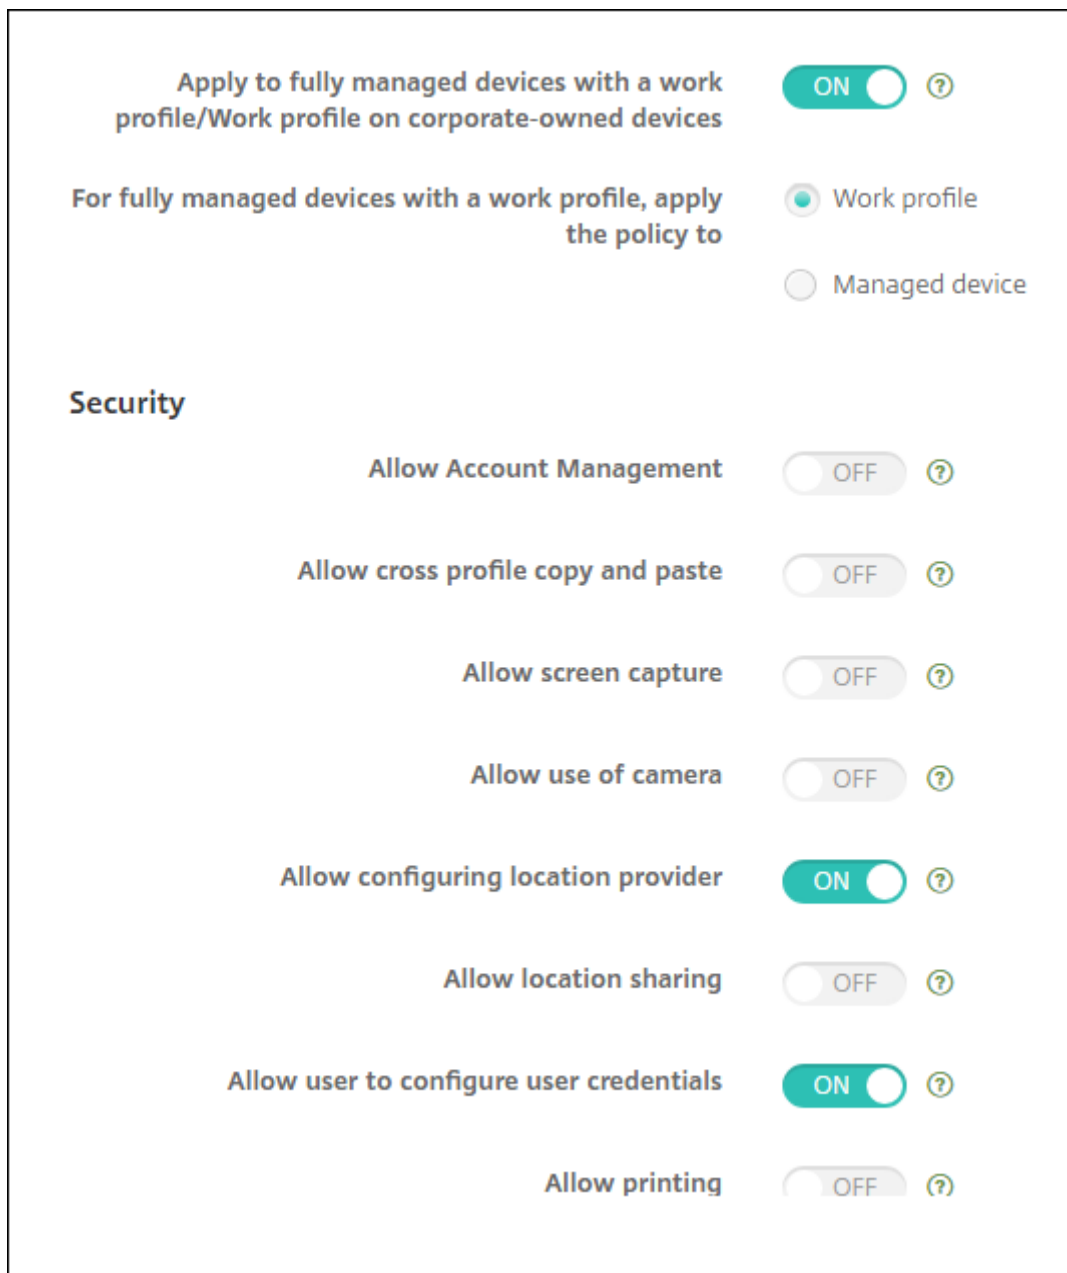 Apply to fully managed devices with a work ON ?
profile/Work profile on corporate-owned devices
For fully managed devices with a work profile, apply Work profile
the policy to
Managed device
Security
Allow Account Management OFF ?
Allow cross profile copy and paste OFF ?
Allow screen capture OFF ?
Allow use of camera OFF ?
Allow configuring location provider ON ?
Allow location sharing OFF ?
Allow user to configure user credentials ON ?
Allow printing OFF ?